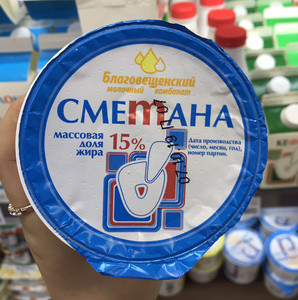 Благовещенский
молочный комбинат
СМЕТАНА
массовая
доля
жира
15%
Дата производства
(число, месяц, год),
номер партии.